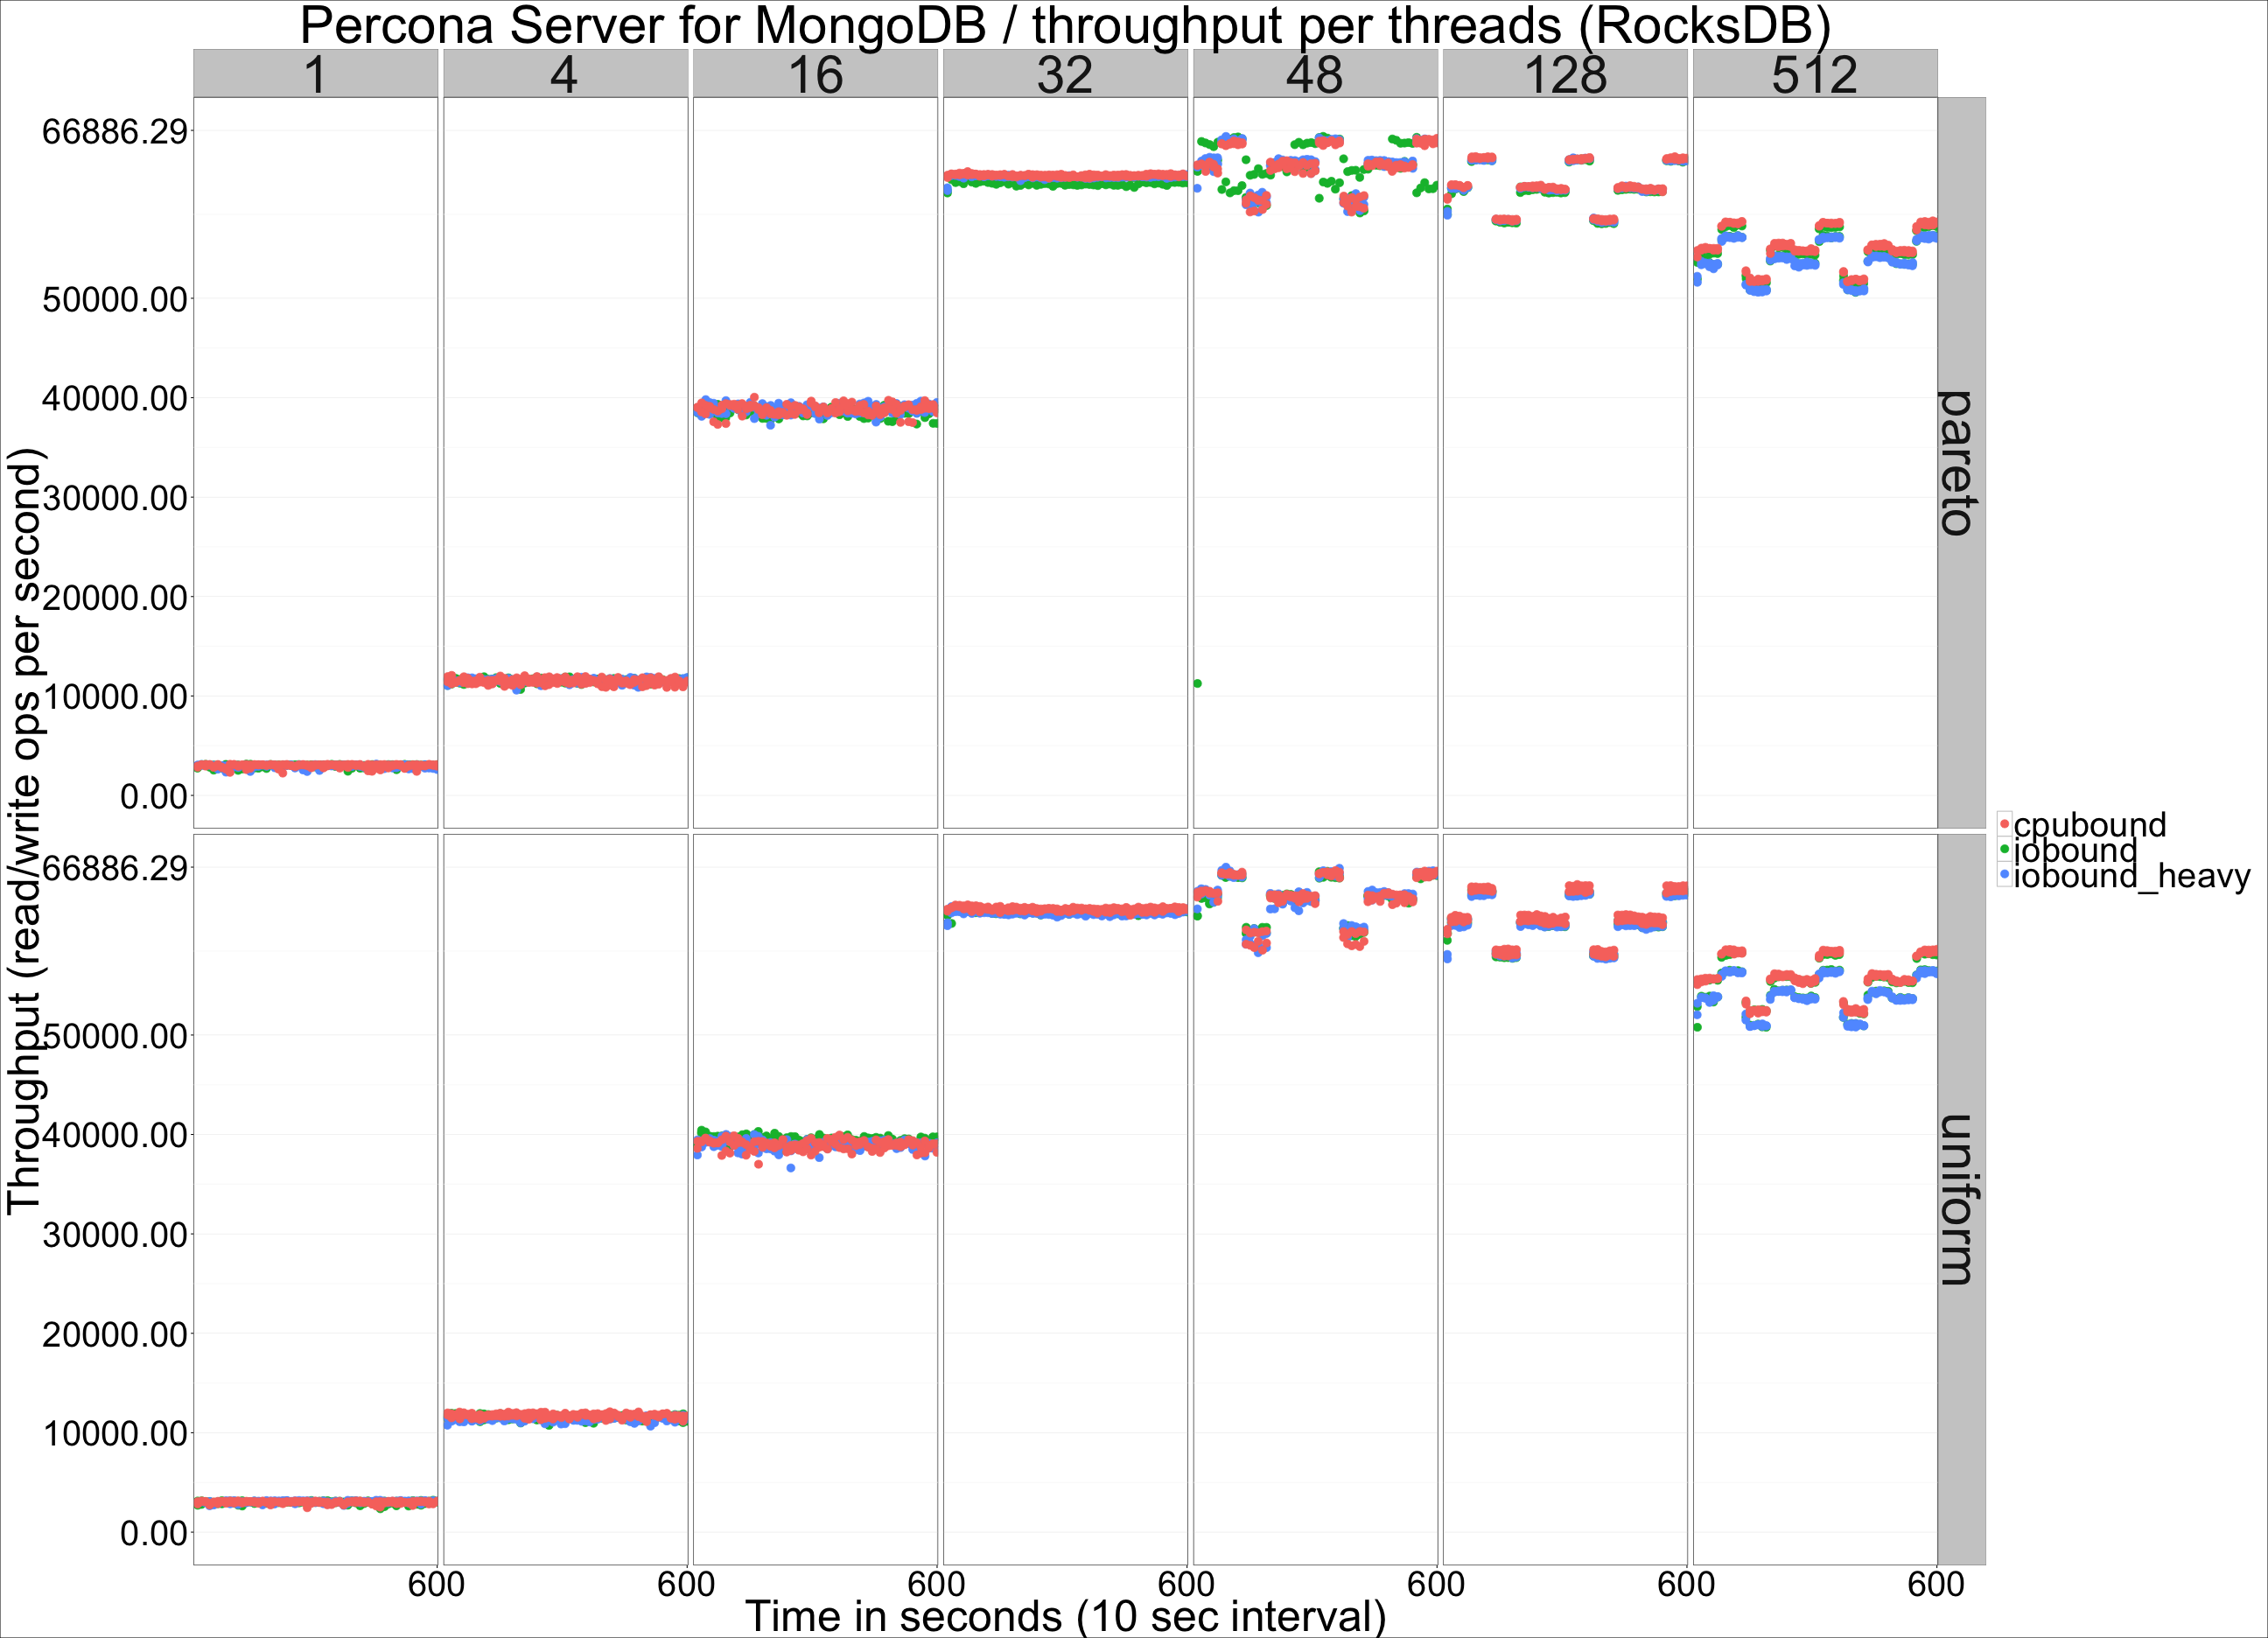 Percona Server for MongoDB / throughput per threads (RocksDB)
1 4 16 32 48 128 512
Throughput (read/write ops per second)
66886.29
50000.00
40000.00
30000.00
20000.00
10000.00
0.00
pareto
66886.29
50000.00
40000.00
30000.00
20000.00
10000.00
0.00
uniform
600 600 600 600 600 600 600
Time in seconds (10 sec interval)
cpubound
iobound
iobound_heavy